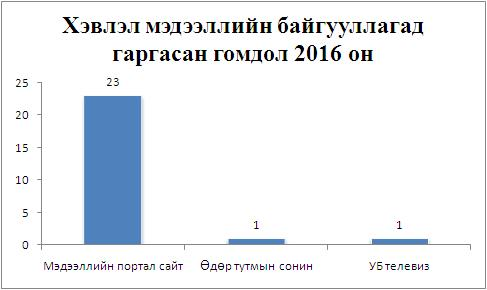 Хэвлэл мэдээллийн байгууллагад
гаргасан гомдол 2016 он
25
20
15
10
5
0
23
1
1
Мэдээллийн портал сайт
Өдөр тутмын сонин
УБ телевиз